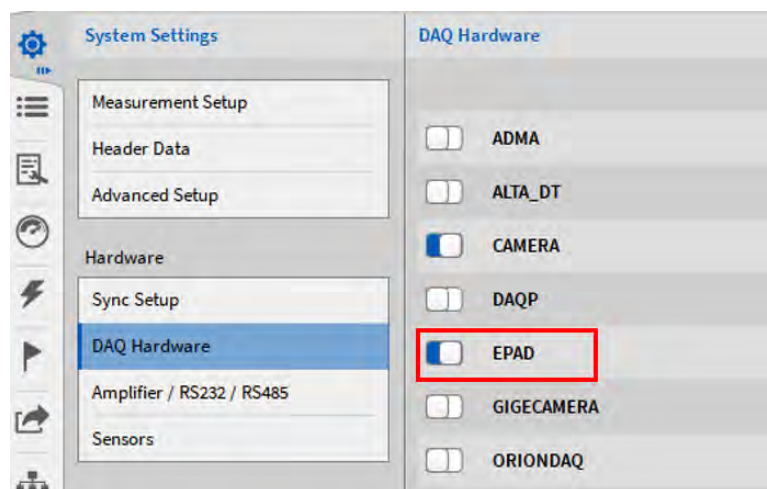 System Settings
DAQ Hardware
Measurement Setup
Header Data
Advanced Setup
Hardware
Sync Setup
DAQ Hardware
Amplifier / RS232 / RS485
Sensors
ADMA
ALTA_DT
CAMERA
DAQP
EPAD
GIGECAMERA
ORIONDAQ